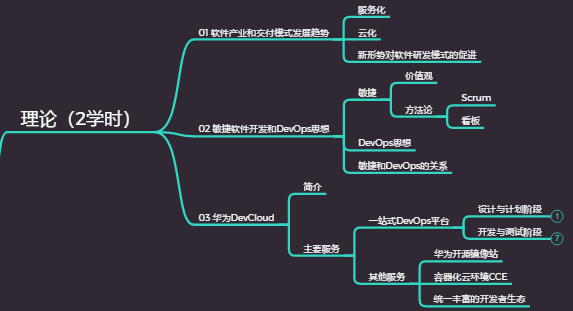 理论（2学时）
01 软件产业和交付模式发展趋势
服务化
云化
新形势对软件研发模式的促进
02 敏捷软件开发和DevOps思想
敏捷
价值观
方法论
Scrum
看板
DevOps思想
敏捷和DevOps的关系
03 华为DevCloud
简介
主要服务
一站式DevOps平台
设计与计划阶段
1
开发与测试阶段
7
其他服务
华为开源镜像站
容器化云环境CCE
统一丰富的开发者生态